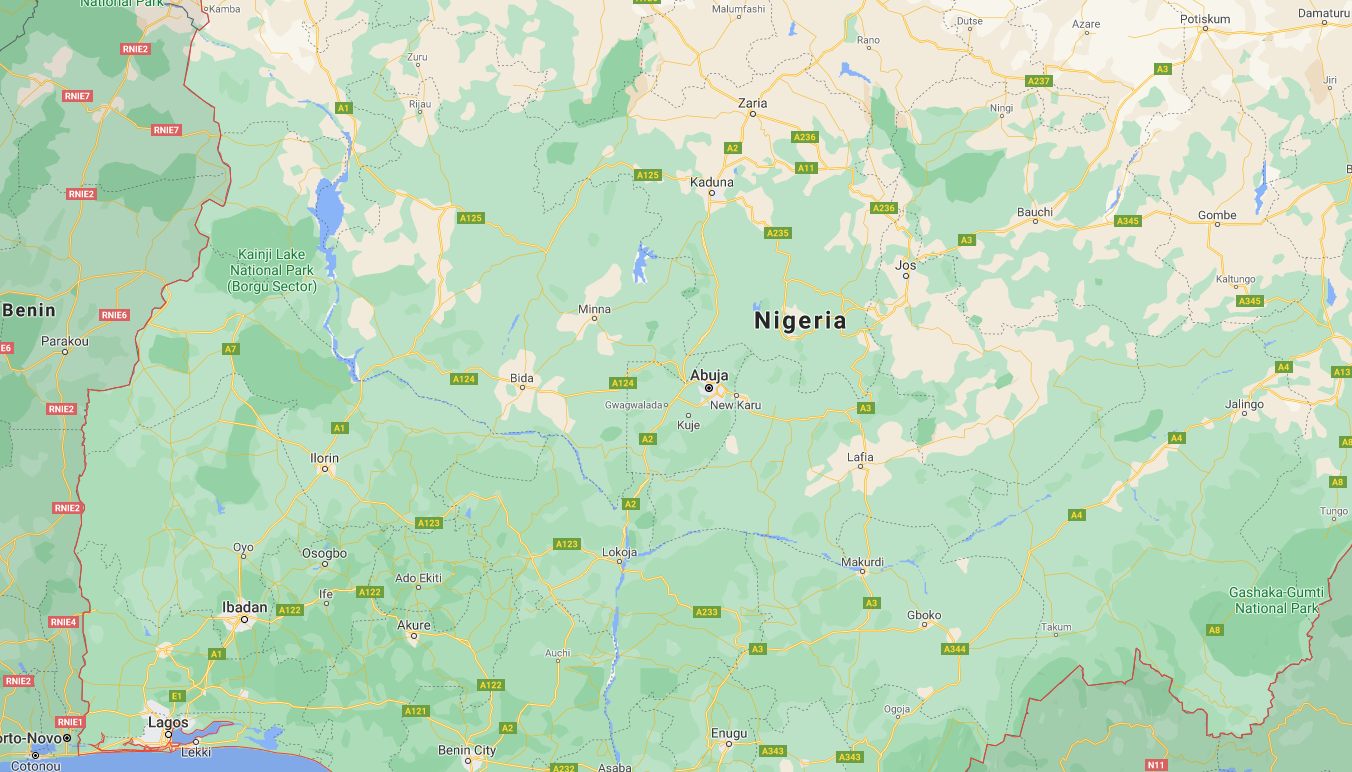 National Park
Kamba
A126
Malumfashi
Dutse
Azare
Potiskum
Damaturu
RNIE2
Zuru
Rano
A3
A237
Jiri
RNIE7
Rijau
A1
Zaria
Ningi
RNIE7
A2
A236
A11
A125
Kaduna
RNIE2
A236
Bauchi
A345
Gombe
A125
A235
A3
Jos
Kainji Lake
National Park
(Borgu Sector)
Kaltungo
A345
Benin
RNIE6
Minna
Nigeria
E6
Parakou
A7
A4
A13
A124
Bida
A124
Abuja
RNIE2
Gwagwalada
New Karu
A3
Jalingo
Kuje
A1
A2
A4
A8
Ilorin
Lafia
A8
RNIE2
A2
A4
Tungo
A123
A123
Oyo
Osogbo
Lokoja
Makurdi
Ado Ekiti
Ife
A122
Gashaka-Gumti
National Park
Ibadan
A122
A233
A3
Gboko
RNIE4
Akure
Takum
A8
A1
Auchi
A3
A344
RNIE2
A122
E1
A121
Ogoja
RNIE1
Lagos
A2
orto-Novo
Enugu
Lekki
Benin City
A343
A343
Cotonou
A232
Asaba
N11